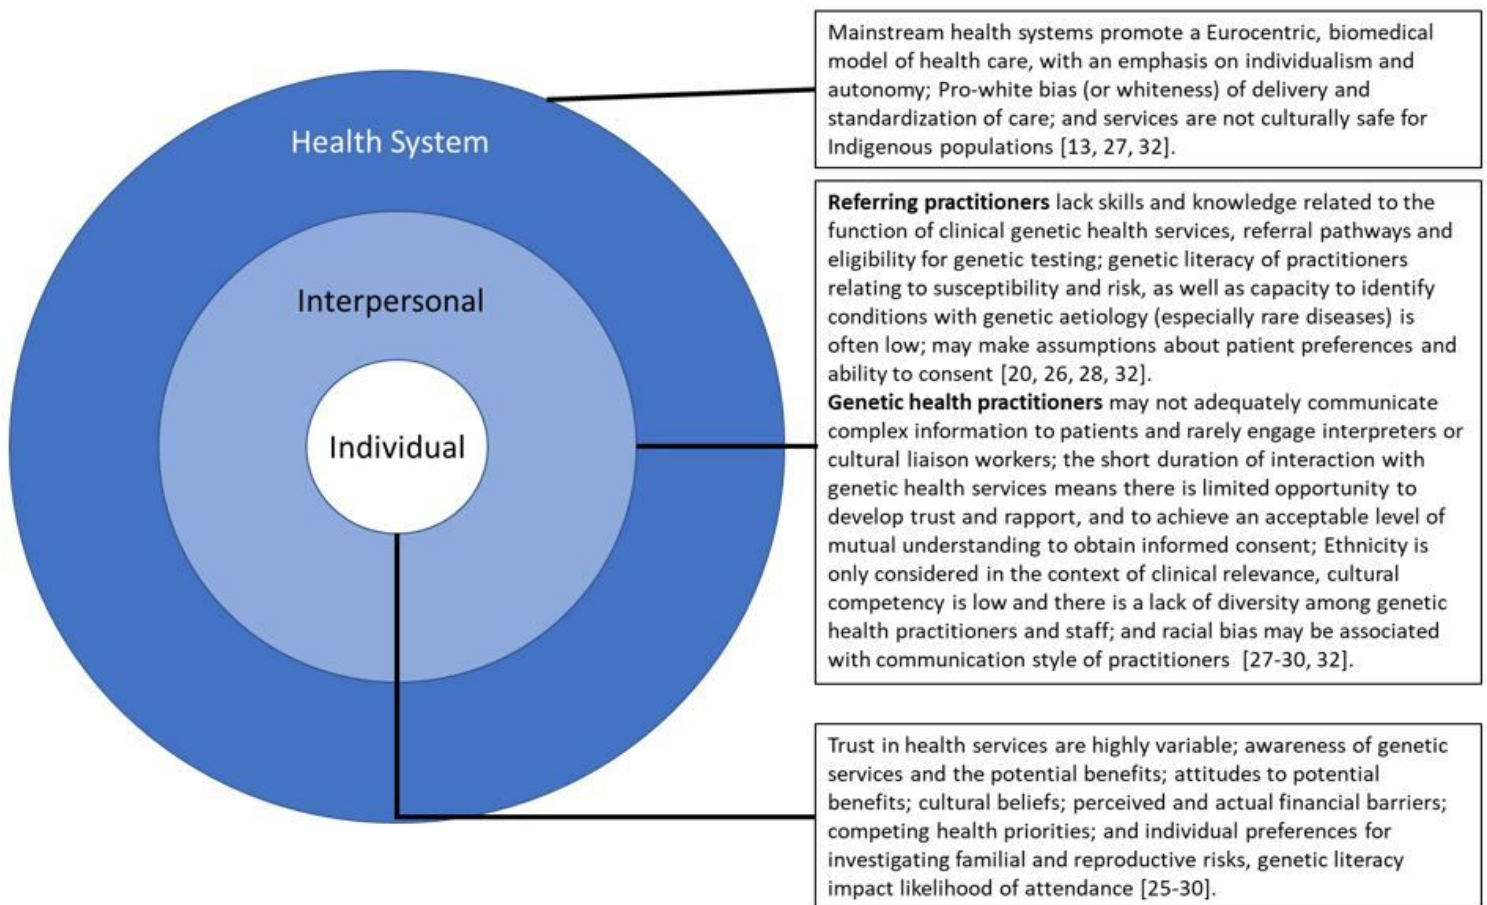 Health System
Interpersonal
Individual
Mainstream health systems promote a Eurocentric, biomedical
model of health care, with an emphasis on individualism and
autonomy; Pro-white bias (or whiteness) of delivery and
standardization of care; and services are not culturally safe for
Indigenous populations [13, 27, 32].
Referring practitioners lack skills and knowledge related to the
function of clinical genetic health services, referral pathways and
eligibility for genetic testing; genetic literacy of practitioners
relating to susceptibility and risk, as well as capacity to identify
conditions with genetic aetiology (especially rare diseases) is
often low; may make assumptions about patient preferences and
ability to consent [20, 26, 28, 32].
Genetic health practitioners may not adequately communicate
complex information to patients and rarely engage interpreters or
cultural liaison workers; the short duration of interaction with
genetic health services means there is limited opportunity to
develop trust and rapport, and to achieve an acceptable level of
mutual understanding to obtain informed consent; Ethnicity is
only considered in the context of clinical relevance, cultural
competency is low and there is a lack of diversity among genetic
health practitioners and staff; and racial bias may be associated
with communication style of practitioners [27-30, 32].
Trust in health services are highly variable; awareness of genetic
services and the potential benefits; attitudes to potential
benefits; cultural beliefs; perceived and actual financial barriers;
competing health priorities; and individual preferences for
investigating familial and reproductive risks, genetic literacy
impact likelihood of attendance [25-30].